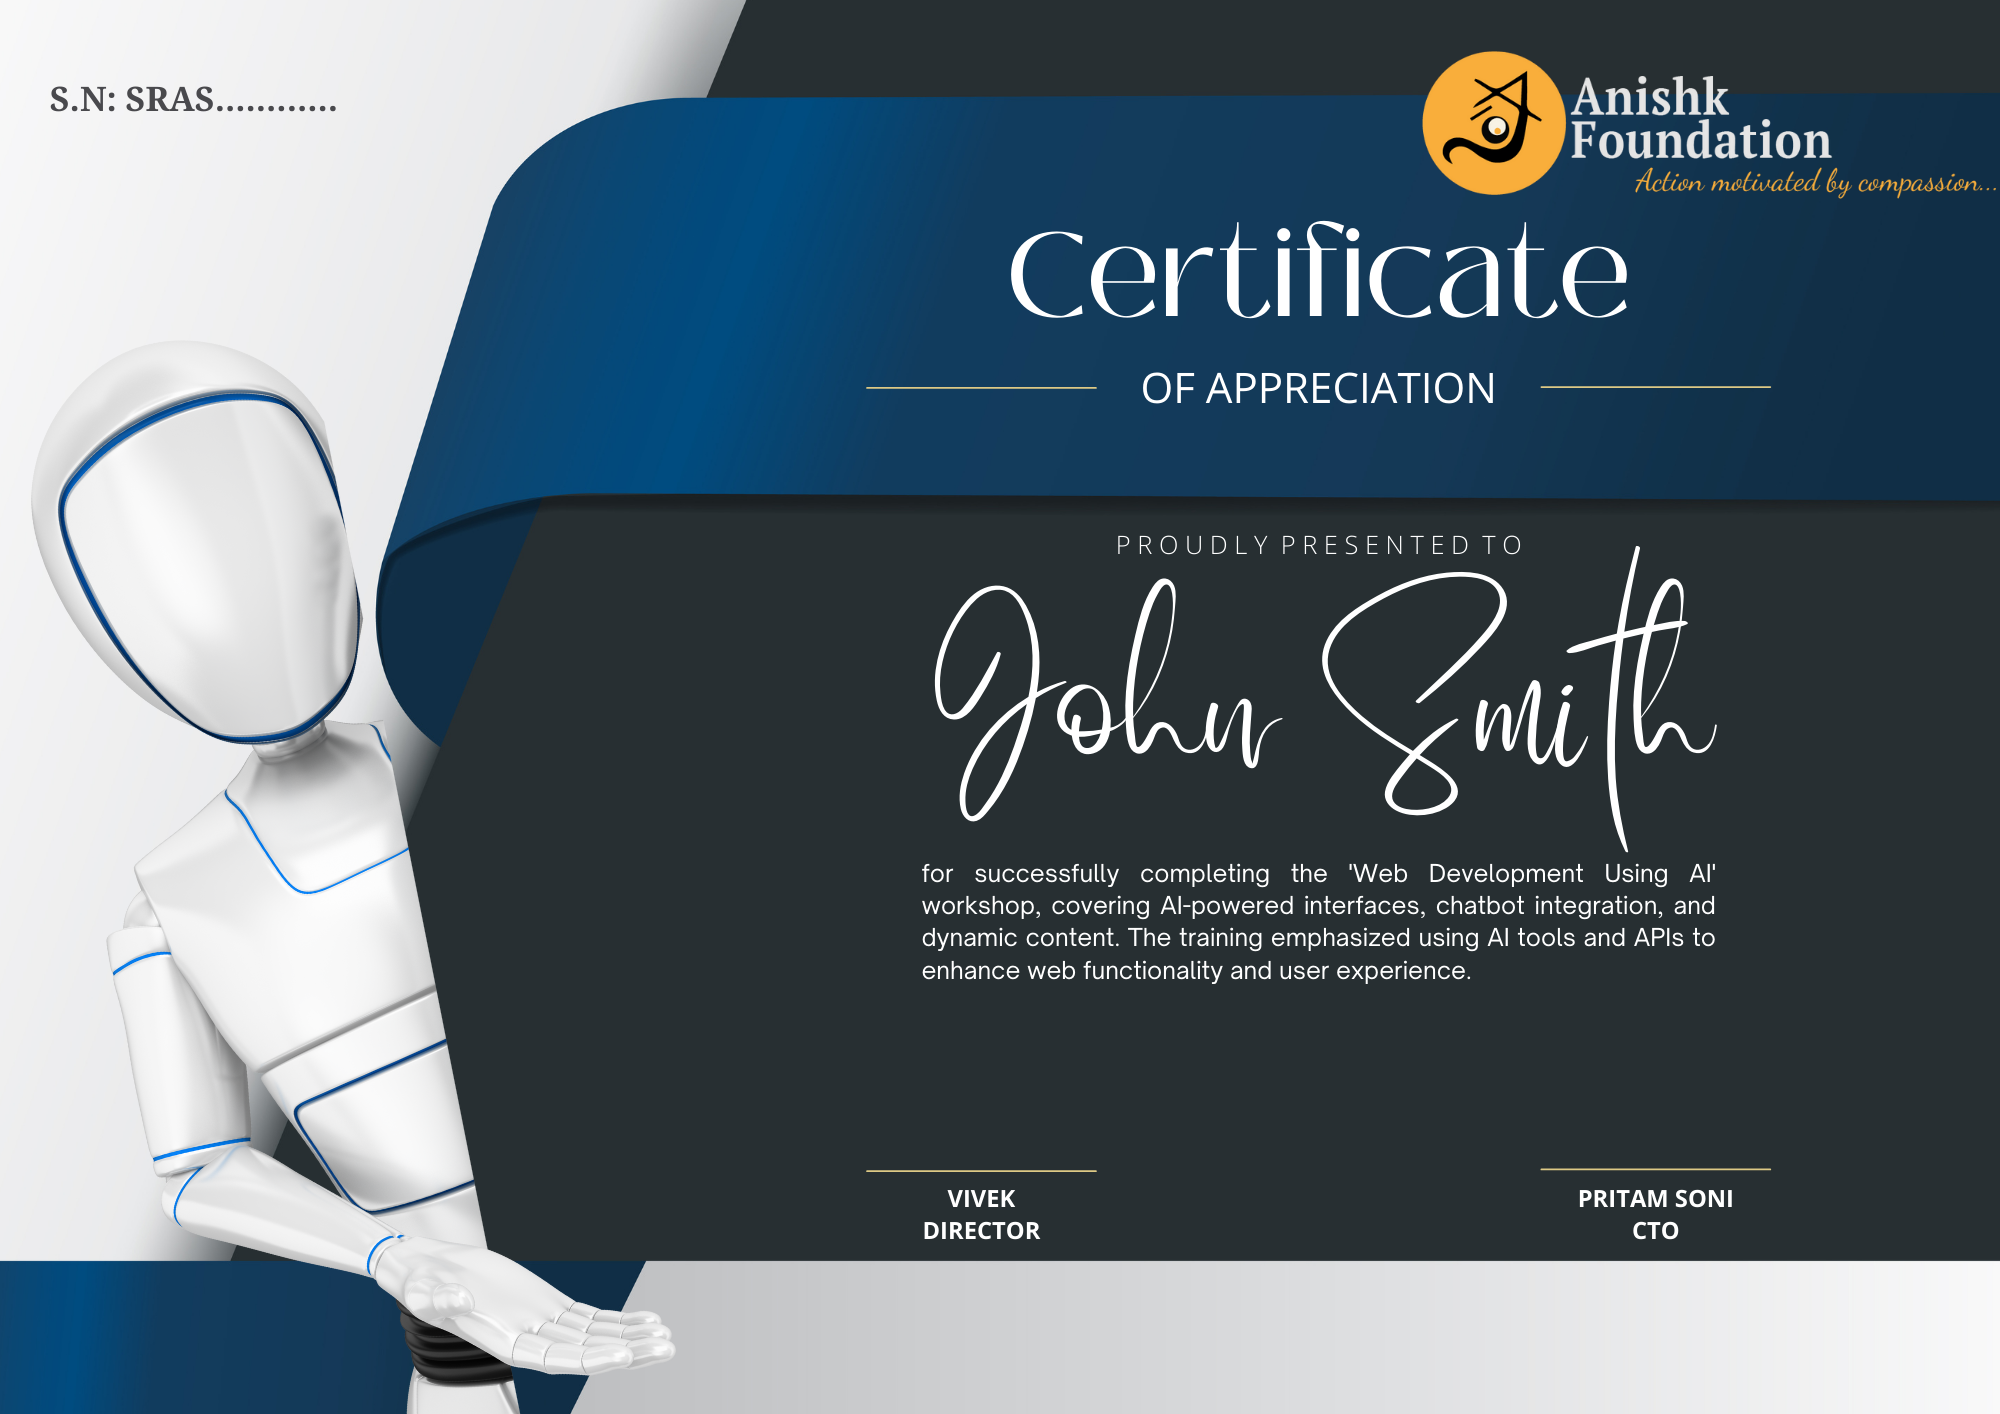 S.N: SRAS............
Anishk
Foundation
Action motivated by compassion...
Certificate
OF APPRECIATION
PROUDLY PRESENTED TO
John Smith
for successfully completing the 'Web Development Using AI'
workshop, covering AI-powered interfaces, chatbot integration, and
dynamic content. The training emphasized using AI tools and APIs to
enhance web functionality and user experience.
VIVEK
DIRECTOR
PRITAM SONI
CTO